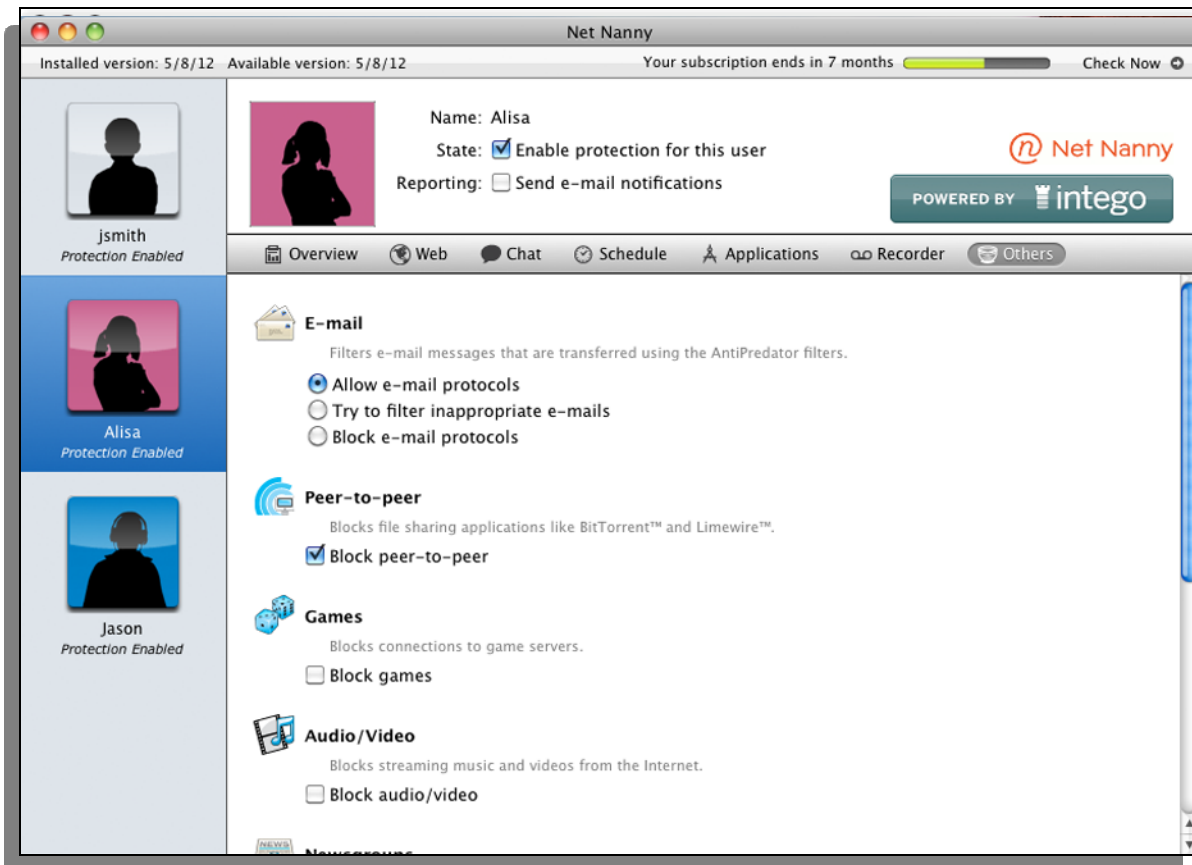 Net Nanny
Installed version: 5/8/12 Available version: 5/8/12 Your subscription ends in 7 months Check Now
jsmith
Protection Enabled
Alisa
Protection Enabled
Jason
Protection Enabled
Name: Alisa
State: Enable protection for this user
Reporting: Send e-mail notifications
n Net Nanny
POWERED BY intego
Overview Web Chat Schedule Applications Recorder Others
E-mail
Filters e-mail messages that are transferred using the AntiPredator filters.
Allow e-mail protocols
Try to filter inappropriate e-mails
Block e-mail protocols
Peer-to-peer
Blocks file sharing applications like BitTorrent™ and Limewire™.
Block peer-to-peer
Games
Blocks connections to game servers.
Block games
Audio/Video
Blocks streaming music and videos from the Internet.
Block audio/video
NEWS
Newsgroups